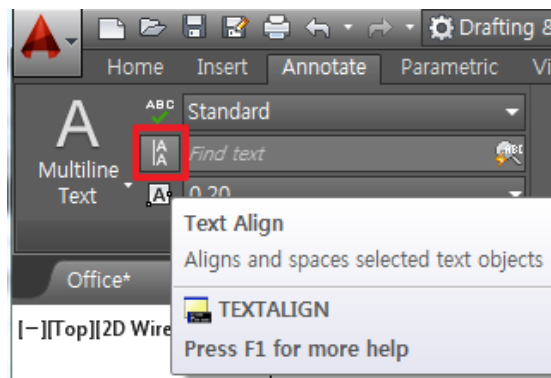 Drafting &
Home Insert Annotate Parametric Vi
A ABC Standard
A
A Find text ABC
Multiline
Text A 0.20
Text Align
Aligns and spaces selected text objects
Office*
TEXTALIGN
[−][Top][2D Wire
Press F1 for more help